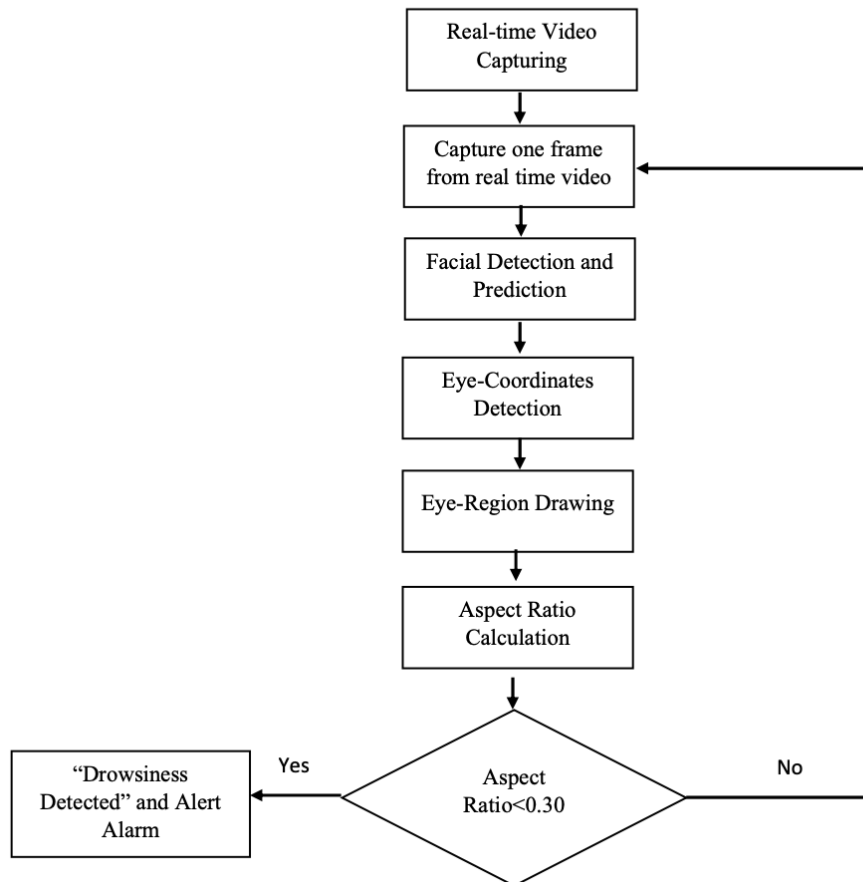 Real-time Video
Capturing
Capture one frame
from real time video
Facial Detection and
Prediction
Eye-Coordinates
Detection
Eye-Region Drawing
Aspect Ratio
Calculation
Aspect
Ratio<0.30
Yes
No
“Drowsiness
Detected” and Alert
Alarm